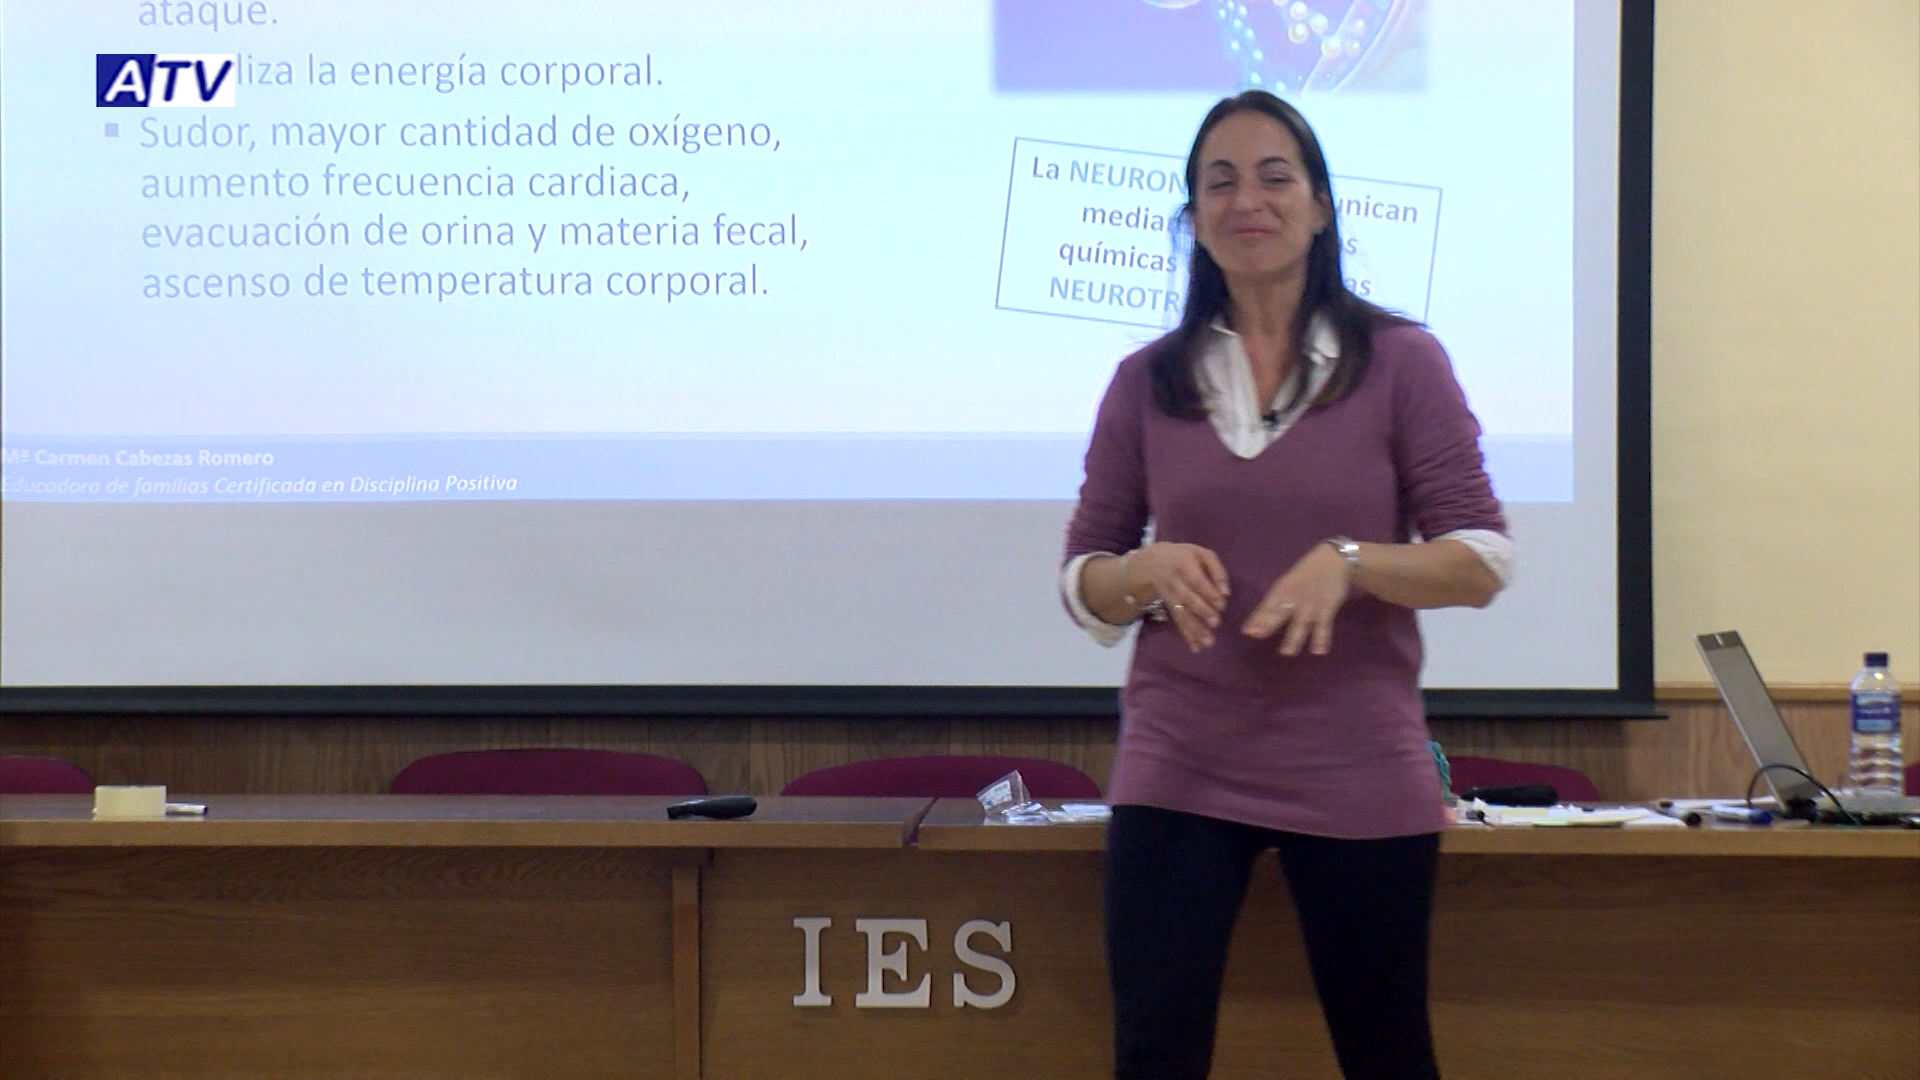 ataque.
ATV
liza la energía corporal.
Sudor, mayor cantidad de oxígeno,
aumento frecuencia cardiaca,
evacuación de orina y materia fecal,
ascenso de temperatura corporal.
La NEURON nican
media s
químicas as
NEUROTR
Mª Carmen Cabezas Romero
Educadora de familias Certificada en Disciplina Positiva
IES